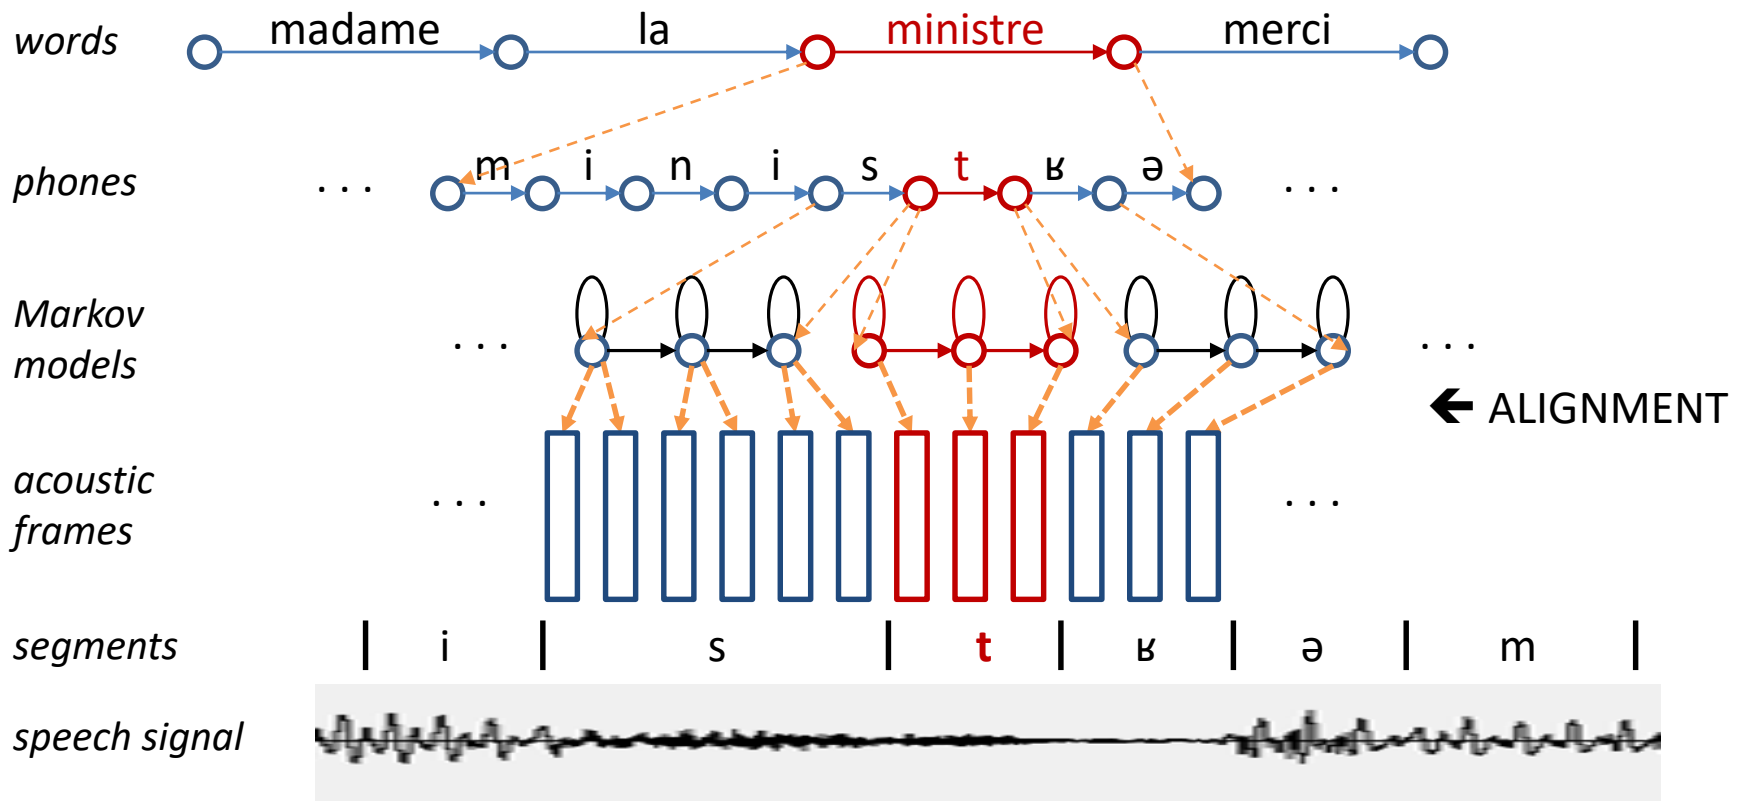 words madame la ministre merci
phones . . . m i n i s t ʁ ə . . .
Markov
models . . . . . .
🡸 ALIGNMENT
acoustic
frames . . . . . .
segments | i | s | t | ʁ | ə | m |
speech signal